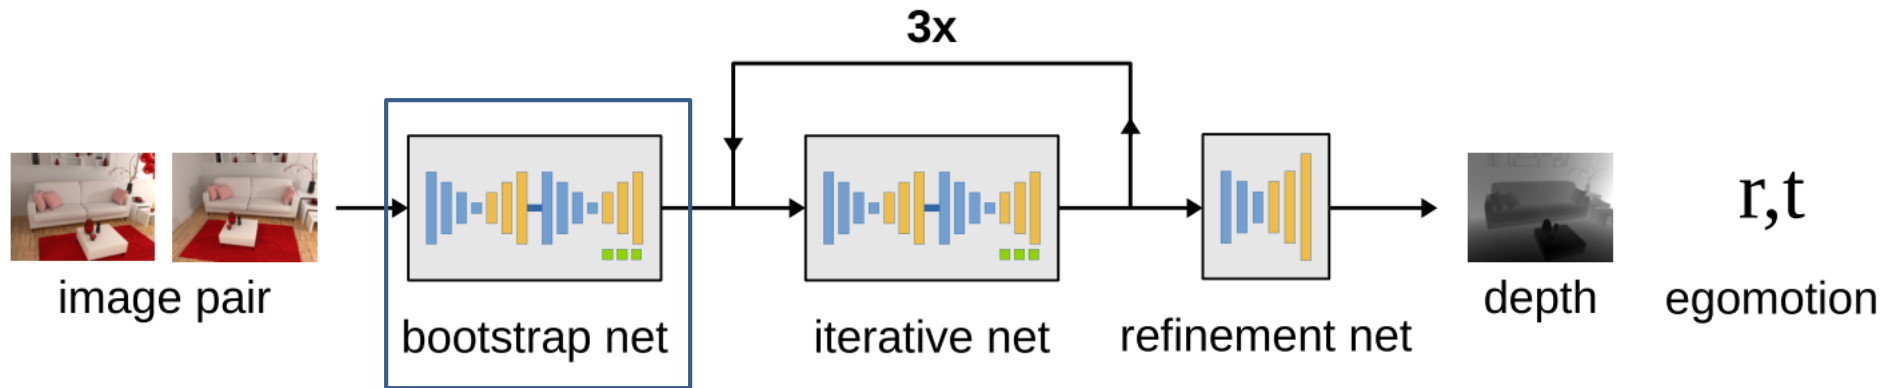 3x
image pair
bootstrap net
iterative net
refinement net
depth
r,t
egomotion